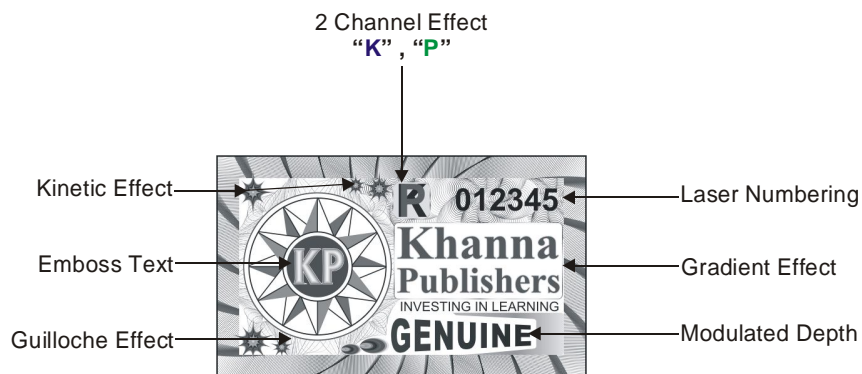 2 Channel Effect
“K” , “P”
Kinetic Effect
Emboss Text
Guilloche Effect
KP
K
012345
Khanna
Publishers
INVESTING IN LEARNING
GENUINE
Laser Numbering
Gradient Effect
Modulated Depth